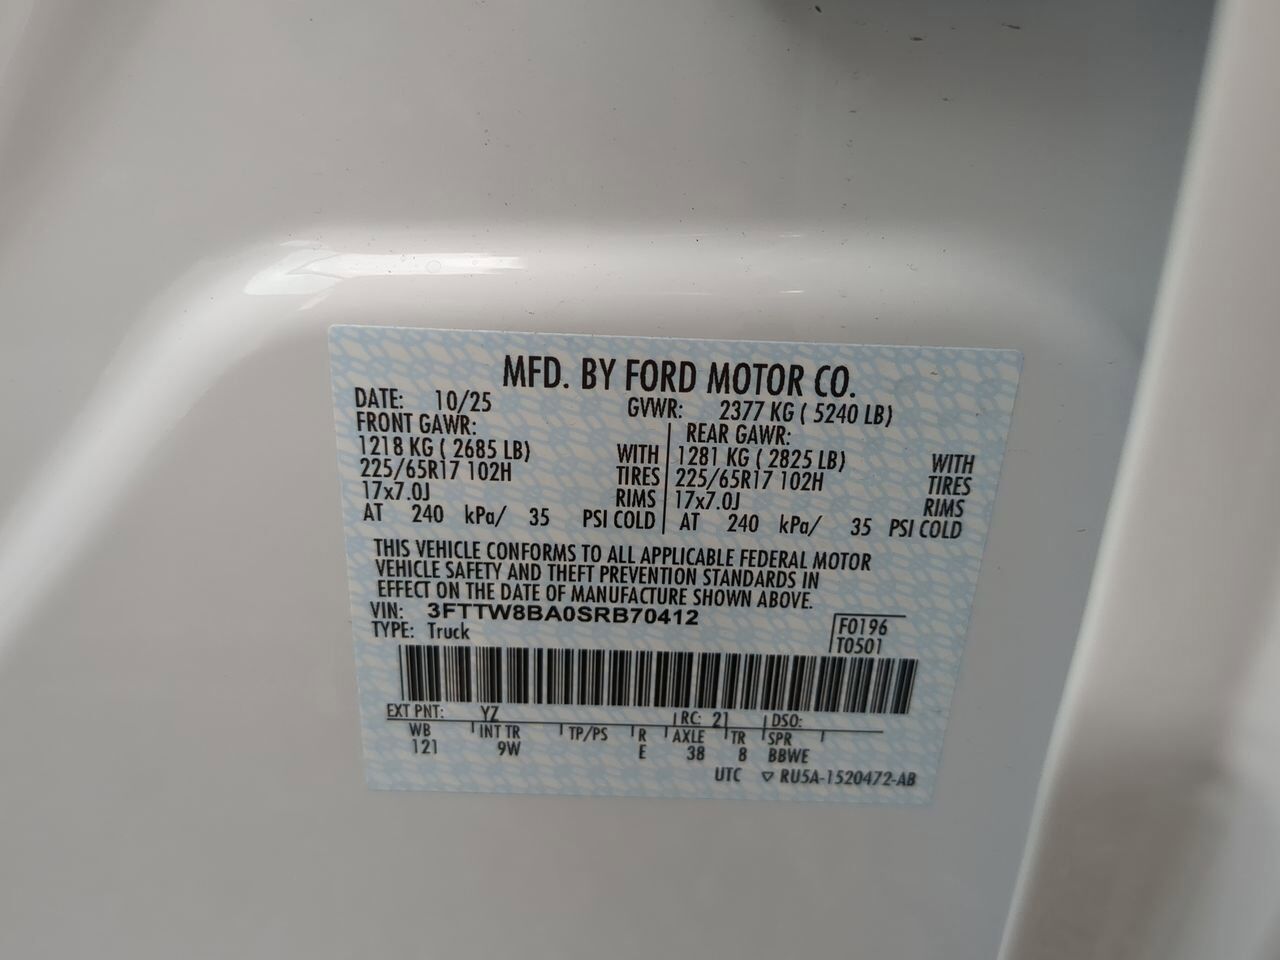 MFD. BY FORD MOTOR CO.
DATE: 10/25 GVWR: 2377 KG ( 5240 LB)
FRONT GAWR: REAR GAWR:
1218 KG ( 2685 LB) WITH 1281 KG ( 2825 LB) WITH
225/65R17 102H TIRES 225/65R17 102H TIRES
17x7.0J RIMS 17x7.0J RIMS
AT 240 kPa/ 35 PSI COLD AT 240 kPa/ 35 PSI COLD
THIS VEHICLE CONFORMS TO ALL APPLICABLE FEDERAL MOTOR
VEHICLE SAFETY AND THEFT PREVENTION STANDARDS IN
EFFECT ON THE DATE OF MANUFACTURE SHOWN ABOVE.
VIN: 3FTTW8BA0SRB70412 F0196
TYPE: Truck T0501
EXT PNT: YZ RC: 21 DSO:
WB INT TR TP/PS R AXLE TR SPR
121 9W E 38 8 BBWE
UTC ▽ RU5A-1520472-AB